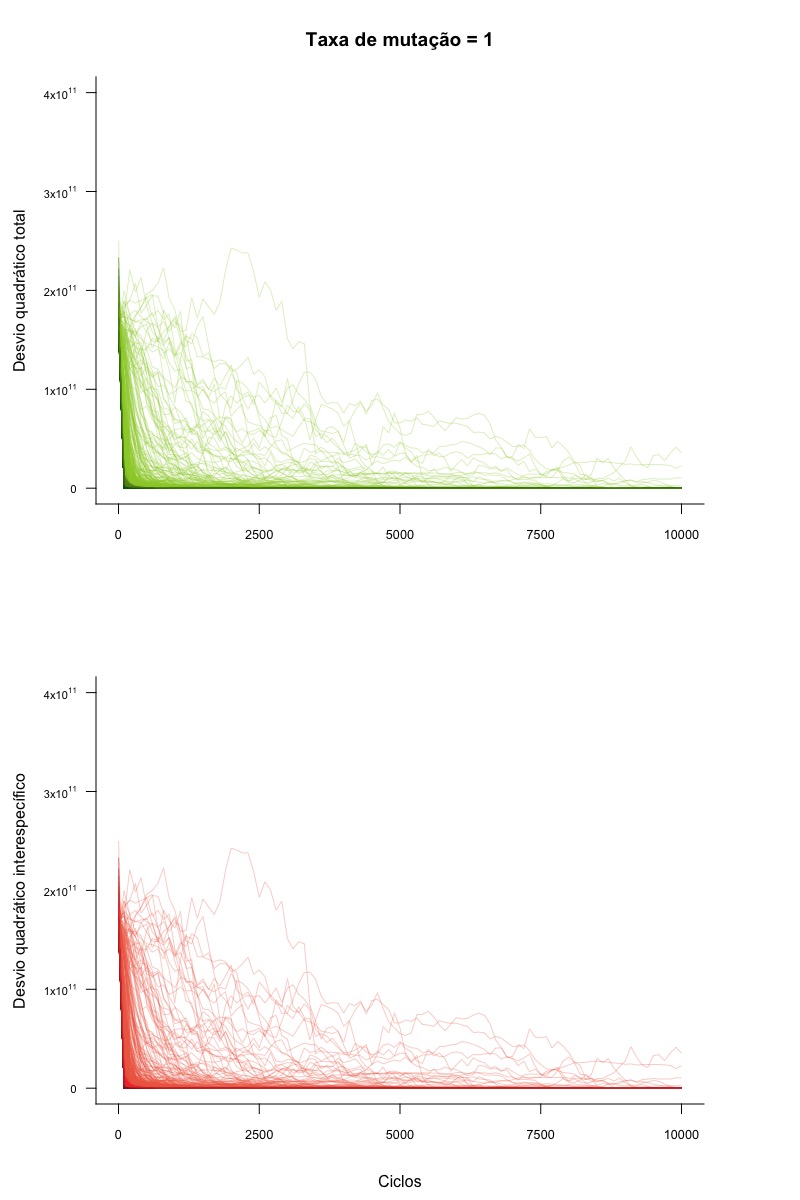 Taxa de mutação = 1
Desvio quadrático total
4x10¹¹
3x10¹¹
2x10¹¹
1x10¹¹
0
0 2500 5000 7500 10000
Desvio quadrático interespecífico
4x10¹¹
3x10¹¹
2x10¹¹
1x10¹¹
0
0 2500 5000 7500 10000
Ciclos